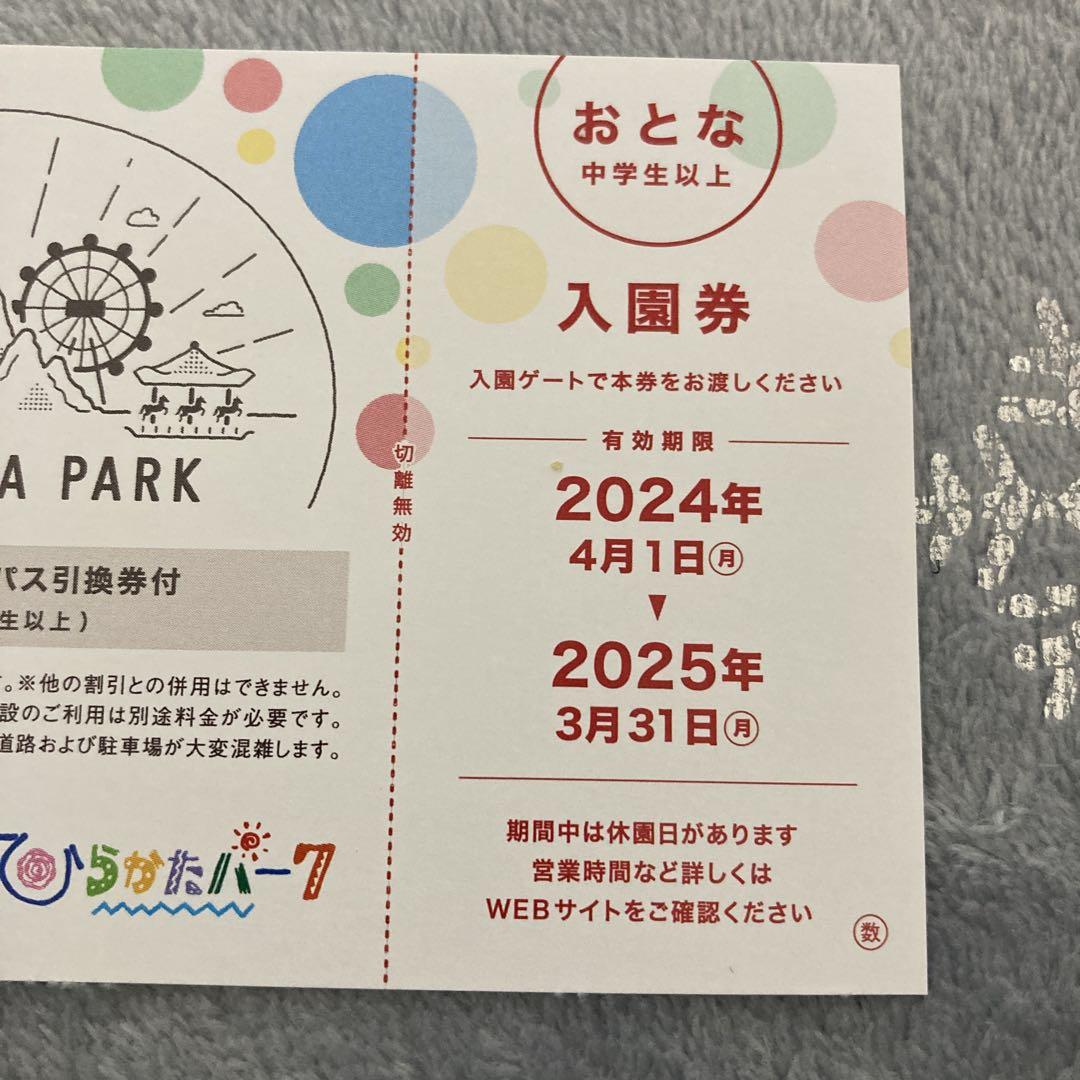 A PARK
パス引換券付
生以上）
。※他の割引との併用はできません。
設のご利用は別途料金が必要です。
道路および駐車場が大変混雑します。
ひらかたパーク
切離無効
おとな
中学生以上
入園券
入園ゲートで本券をお渡しください
有効期限
2024年
4月1日㊊
▼
2025年
3月31日㊊
期間中は休園日があります
営業時間など詳しくは
WEBサイトをご確認ください
数